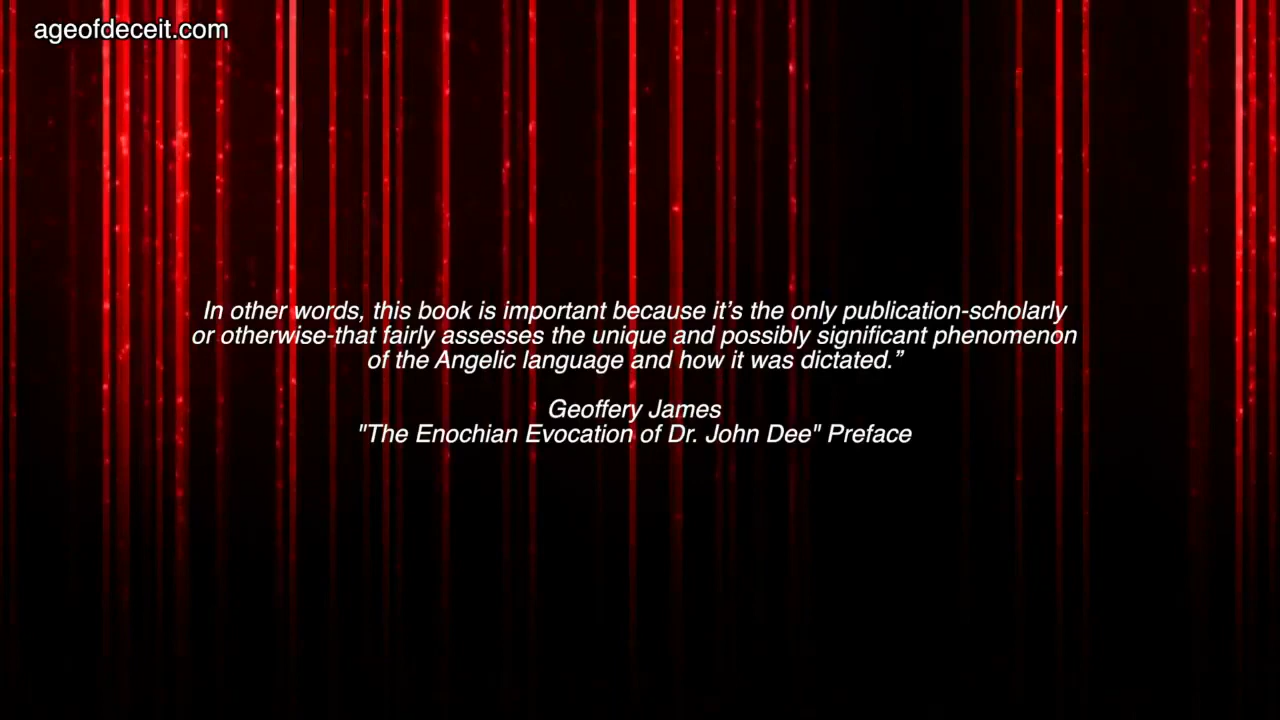 ageofdeceit.com
In other words, this book is important because it’s the only publication-scholarly
or otherwise-that fairly assesses the unique and possibly significant phenomenon
of the Angelic language and how it was dictated.”
Geoffery James
"The Enochian Evocation of Dr. John Dee" Preface